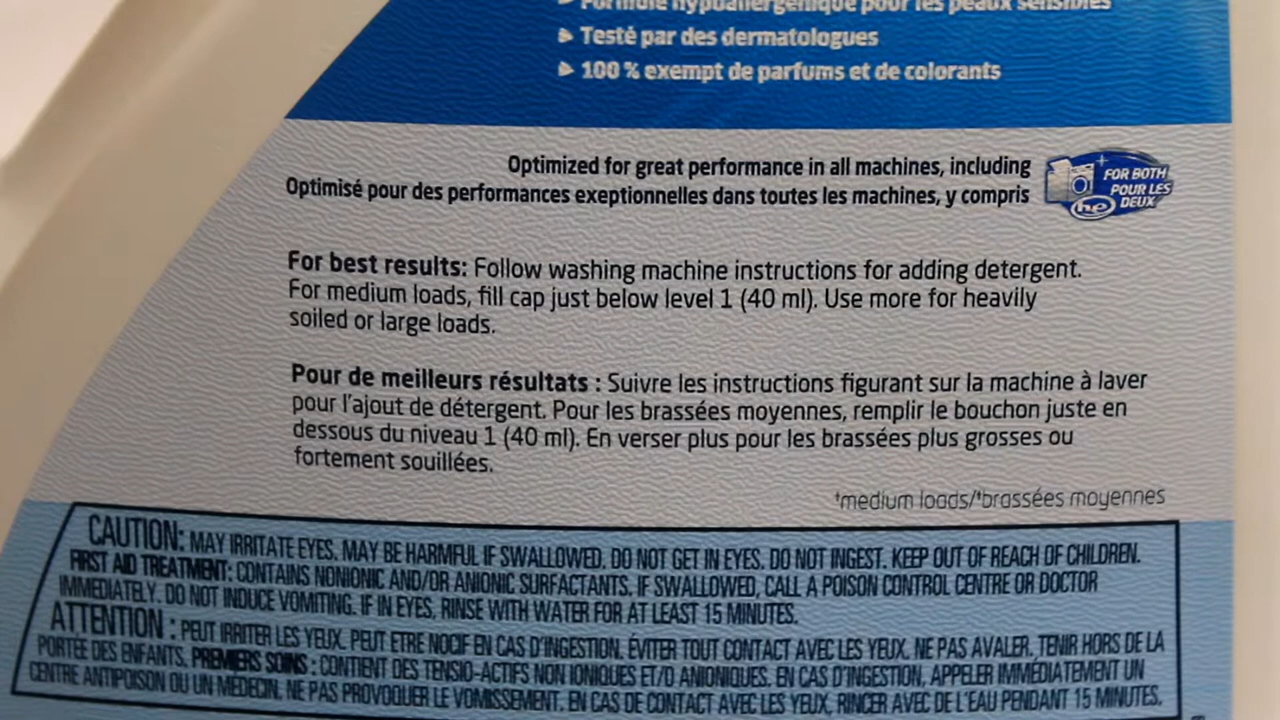 Formule hypoallergénique pour les peaux sensibles
Testé par des dermatologues
100 % exempt de parfums et de colorants
Optimized for great performance in all machines, including
Optimisé pour des performances exeptionnelles dans toutes les machines, y compris
FOR BOTH
POUR LES
DEUX
he
For best results: Follow washing machine instructions for adding detergent.
For medium loads, fill cap just below level 1 (40 ml). Use more for heavily
soiled or large loads.
Pour de meilleurs résultats : Suivre les instructions figurant sur la machine à laver
pour l'ajout de détergent. Pour les brassées moyennes, remplir le bouchon juste en
dessous du niveau 1 (40 ml). En verser plus pour les brassées plus grosses ou
fortement souillées.
†medium loads/†brassées moyennes
CAUTION: MAY IRRITATE EYES. MAY BE HARMFUL IF SWALLOWED. DO NOT GET IN EYES. DO NOT INGEST. KEEP OUT OF REACH OF CHILDREN.
FIRST AID TREATMENT: CONTAINS NONIONIC AND/OR ANIONIC SURFACTANTS. IF SWALLOWED, CALL A POISON CONTROL CENTRE OR DOCTOR
IMMEDIATELY. DO NOT INDUCE VOMITING. IF IN EYES, RINSE WITH WATER FOR AT LEAST 15 MINUTES.
ATTENTION : PEUT IRRITER LES YEUX. PEUT ETRE NOCIF EN CAS D'INGESTION. ÉVITER TOUT CONTACT AVEC LES YEUX. NE PAS AVALER. TENIR HORS DE LA
PORTÉE DES ENFANTS. PREMIERS SOINS : CONTIENT DES TENSIO-ACTIFS NON IONIQUES ET/O ANIONIQUES. EN CAS D'INGESTION, APPELER IMMÉDIATEMENT UN
CENTRE ANTIPOISON OU UN MEDECIN. NE PAS PROVOQUER LE VOMISSEMENT. EN CAS DE CONTACT AVEC LES YEUX, RINCER AVEC DE L'EAU PENDANT 15 MINUTES.